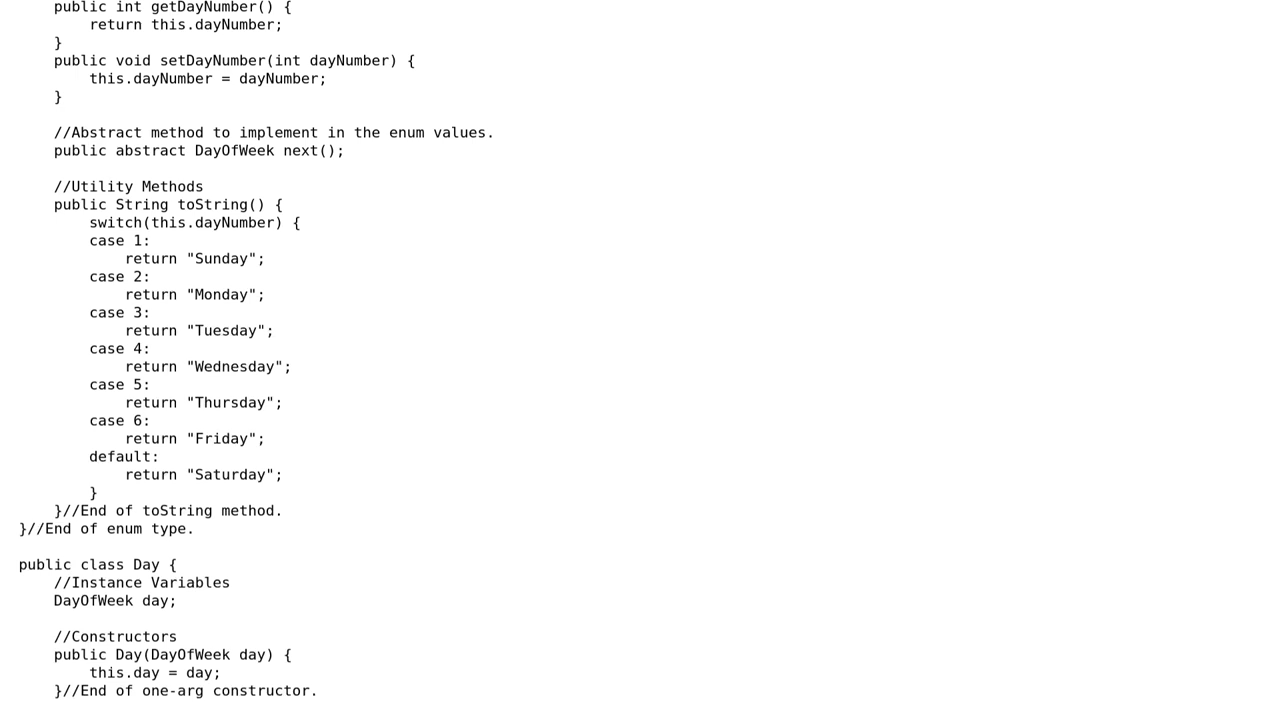 public int getDayNumber() {
return this.dayNumber;
}
public void setDayNumber(int dayNumber) {
this.dayNumber = dayNumber;
}
//Abstract method to implement in the enum values.
public abstract DayOfWeek next();
//Utility Methods
public String toString() {
switch(this.dayNumber) {
case 1:
return "Sunday";
case 2:
return "Monday";
case 3:
return "Tuesday";
case 4:
return "Wednesday";
case 5:
return "Thursday";
case 6:
return "Friday";
default:
return "Saturday";
}
}//End of toString method.
}//End of enum type.
public class Day {
//Instance Variables
DayOfWeek day;
//Constructors
public Day(DayOfWeek day) {
this.day = day;
}//End of one-arg constructor.